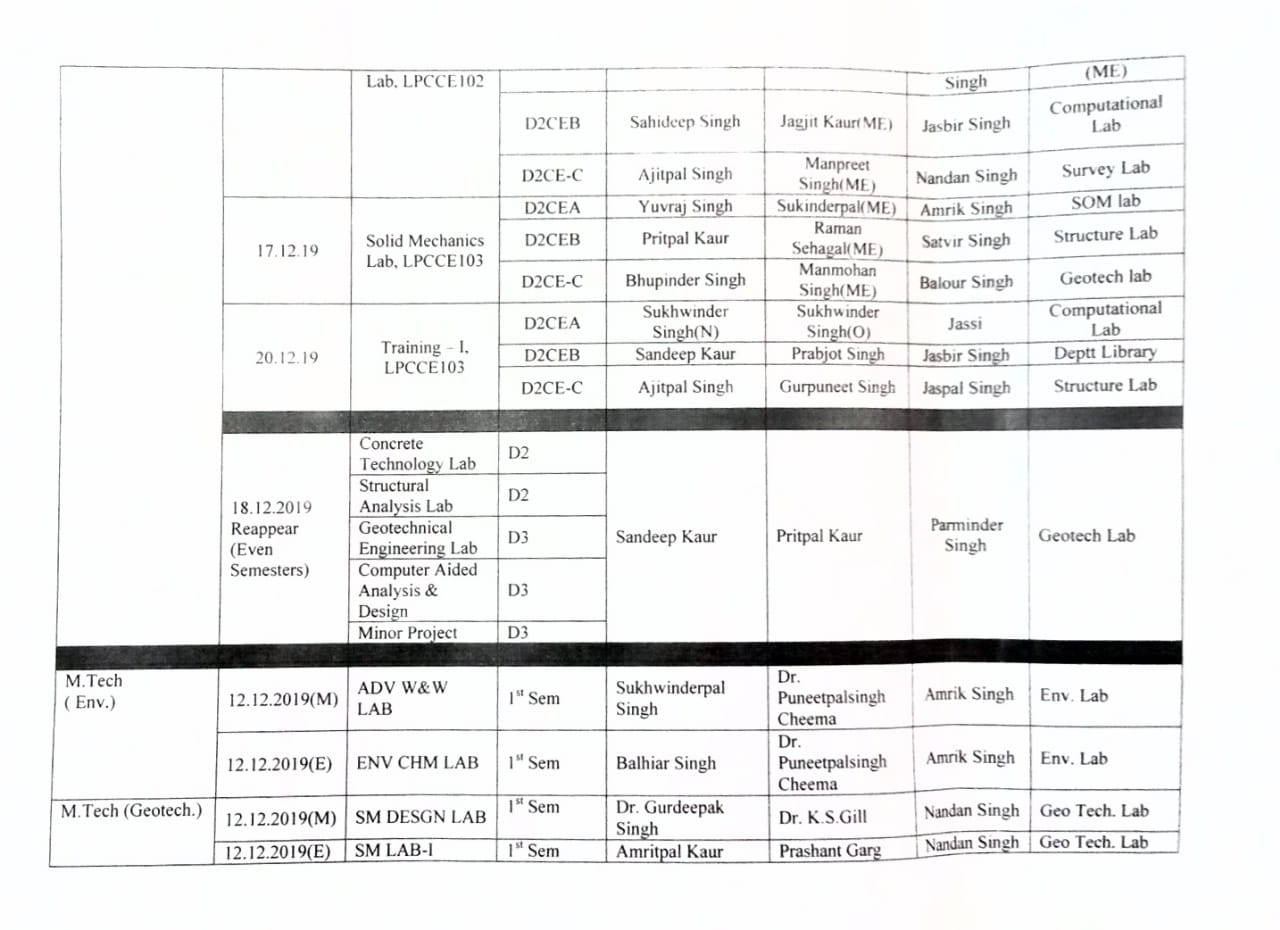 Lab, LPCCE102 Singh (ME)
D2CEB Sahideep Singh Jagjit Kaur(ME) Jasbir Singh Computational
Lab
D2CE-C Ajitpal Singh Manpreet
Singh(ME) Nandan Singh Survey Lab
17.12.19 Solid Mechanics
Lab, LPCCE103 D2CEA Yuvraj Singh Sukinderpal(ME) Amrik Singh SOM lab
D2CEB Pritpal Kaur Raman
Sehagal(ME) Satvir Singh Structure Lab
D2CE-C Bhupinder Singh Manmohan
Singh(ME) Balour Singh Geotech lab
20.12.19 Training – I,
LPCCE103 D2CEA Sukhwinder
Singh(N) Sukhwinder
Singh(O) Jassi Computational
Lab
D2CEB Sandeep Kaur Prabjot Singh Jasbir Singh Deptt Library
D2CE-C Ajitpal Singh Gurpuneet Singh Jaspal Singh Structure Lab
18.12.2019
Reappear
(Even
Semesters)
Concrete
Technology Lab D2
Structural
Analysis Lab D2
Geotechnical
Engineering Lab D3
Computer Aided
Analysis &
Design D3
Minor Project D3
Sandeep Kaur Pritpal Kaur Parminder
Singh Geotech Lab
M.Tech
( Env.)
12.12.2019(M) ADV W&W
LAB 1st Sem Sukhwinderpal
Singh Dr.
Puneetpalsingh
Cheema Amrik Singh Env. Lab
12.12.2019(E) ENV CHM LAB 1st Sem Balhiar Singh Dr.
Puneetpalsingh
Cheema Amrik Singh Env. Lab
M.Tech (Geotech.) 12.12.2019(M) SM DESGN LAB 1st Sem Dr. Gurdeepak
Singh Dr. K.S.Gill Nandan Singh Geo Tech. Lab
12.12.2019(E) SM LAB-I 1st Sem Amritpal Kaur Prashant Garg Nandan Singh Geo Tech. Lab